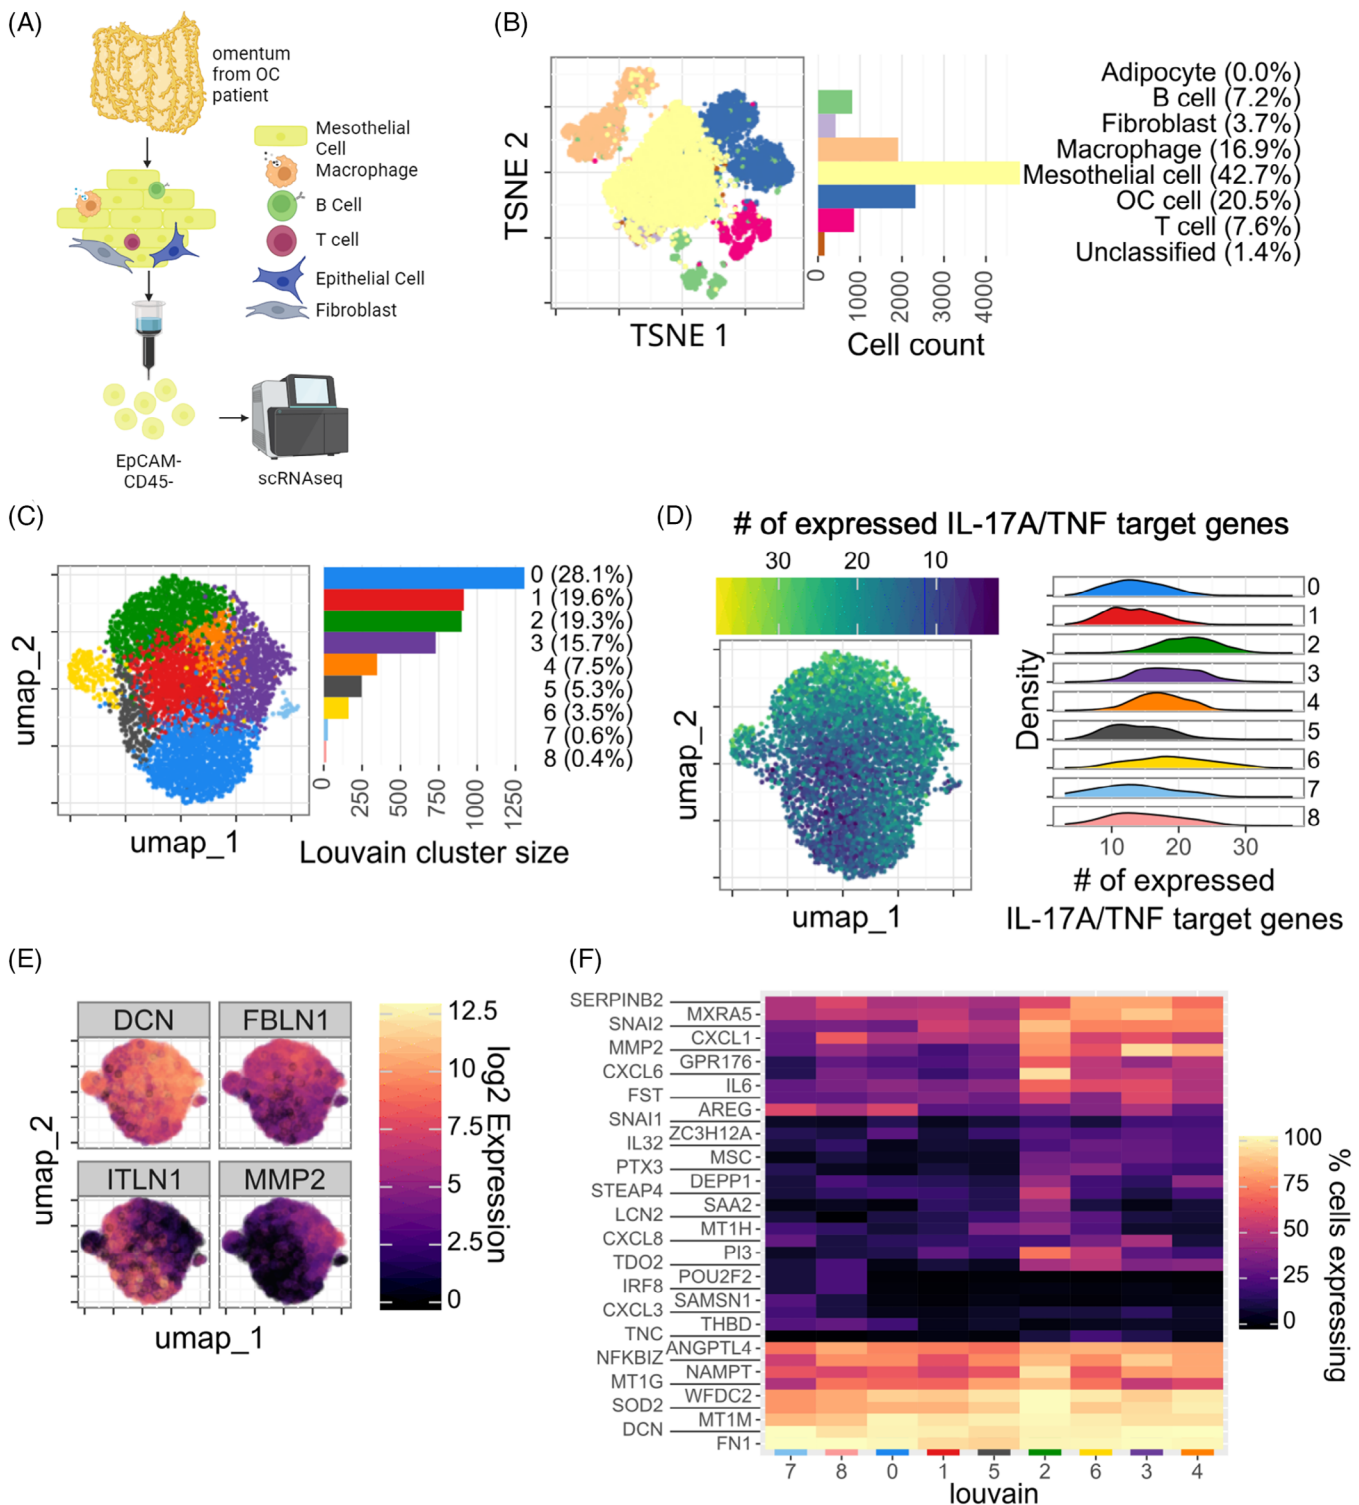 (A)
omentum
from OC
patient
Mesothelial
Cell
Macrophage
B Cell
T cell
Epithelial Cell
Fibroblast
EpCAM-
CD45-
scRNAseq
(B)
TSNE 2
TSNE 1
Adipocyte (0.0%)
B cell (7.2%)
Fibroblast (3.7%)
Macrophage (16.9%)
Mesothelial cell (42.7%)
OC cell (20.5%)
T cell (7.6%)
Unclassified (1.4%)
0 1000 2000 3000 4000
Cell count
(C)
umap_2
umap_1
0 (28.1%)
1 (19.6%)
2 (19.3%)
3 (15.7%)
4 (7.5%)
5 (5.3%)
6 (3.5%)
7 (0.6%)
8 (0.4%)
0 250 500 750 1000 1250
Louvain cluster size
(D)
# of expressed IL-17A/TNF target genes
30 20 10
umap_2
umap_1
Density
0
1
2
3
4
5
6
7
8
10 20 30
# of expressed
IL-17A/TNF target genes
(E)
DCN FBLN1
ITLN1 MMP2
umap_2
umap_1
12.5
10
7.5
5
2.5
0
log2 Expression
(F)
SERPINB2
MXRA5
SNAI2
CXCL1
MMP2
GPR176
CXCL6
IL6
FST
AREG
SNAI1
ZC3H12A
IL32
MSC
PTX3
DEPP1
STEAP4
SAA2
LCN2
MT1H
CXCL8
PI3
TDO2
POU2F2
IRF8
SAMSN1
CXCL3
THBD
TNC
ANGPTL4
NFKBIZ
NAMPT
MT1G
WFDC2
SOD2
MT1M
DCN
FN1
7 8 0 1 5 2 6 3 4
louvain
100
75
50
25
0
% cells expressing